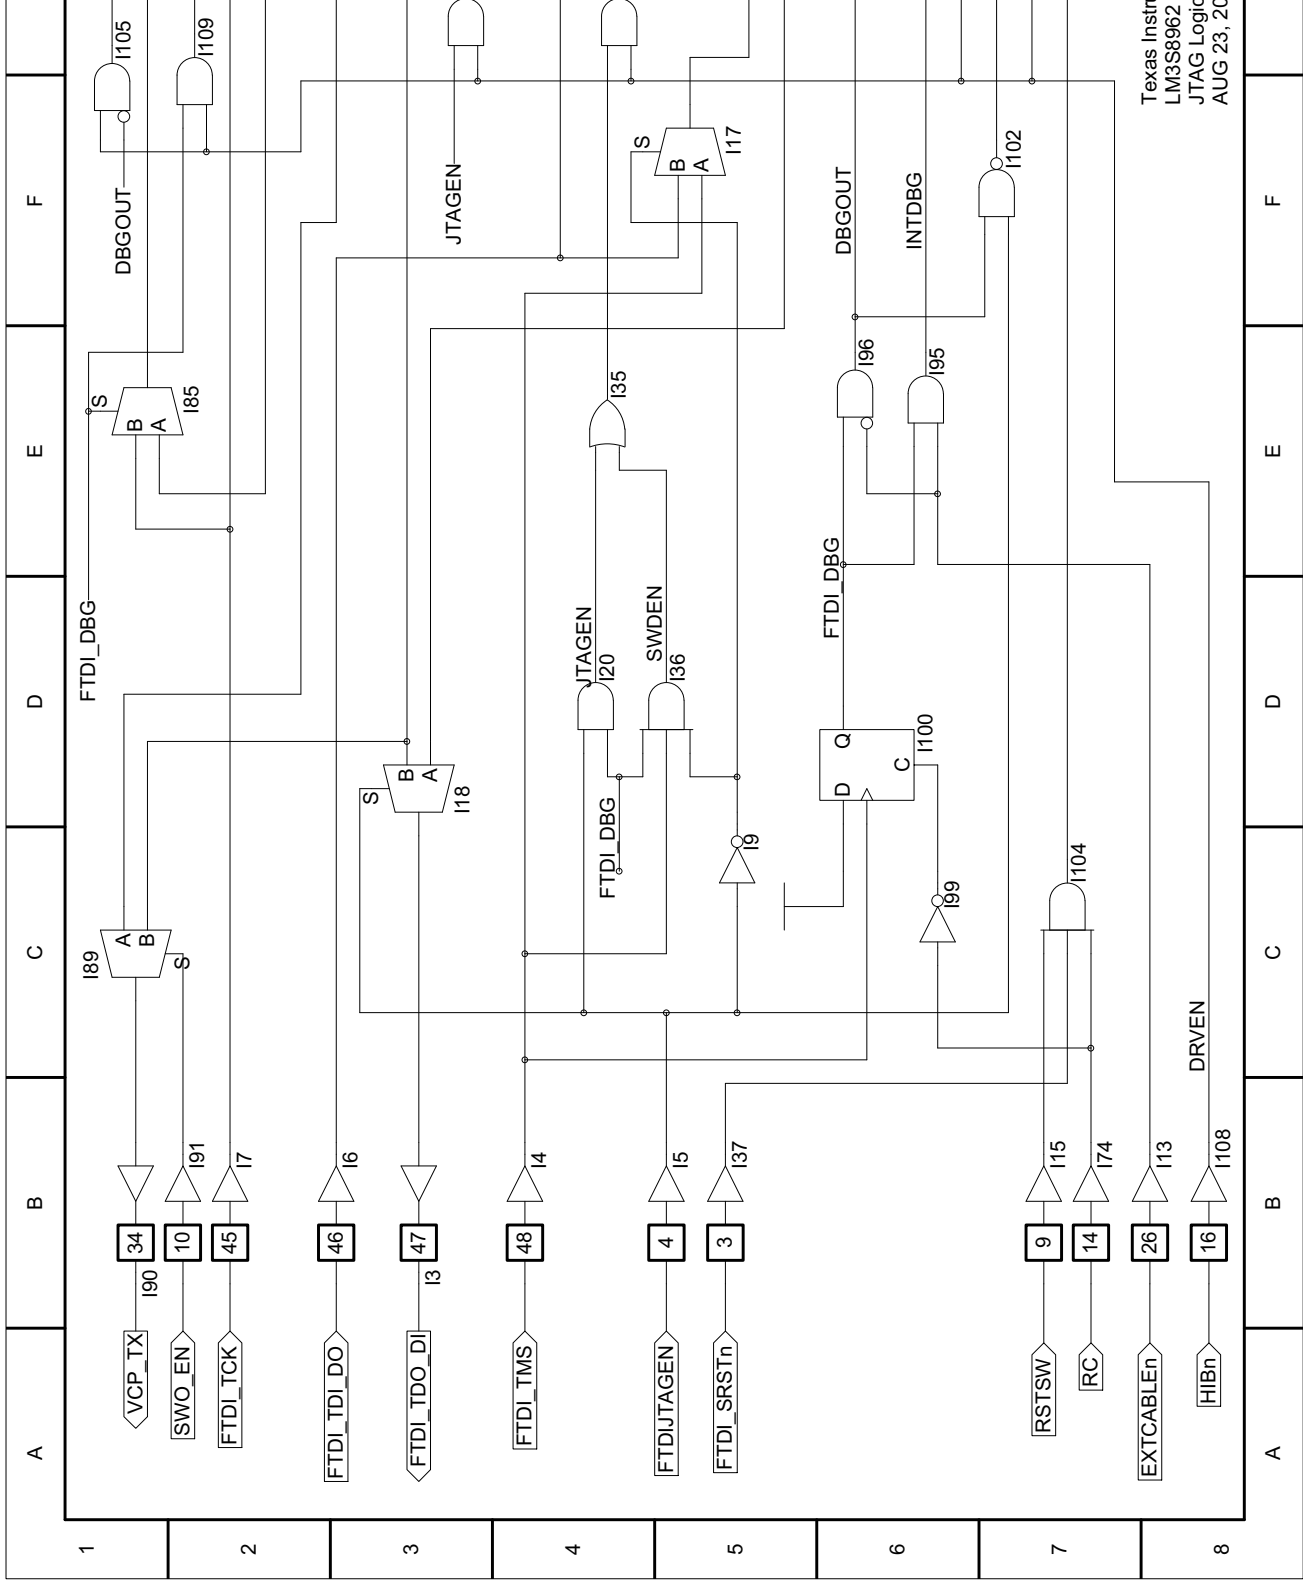 A
B
C
D
E
F
1
2
3
4
5
6
7
8
A
B
C
D
E
F
I105
I109
DBGOUT
FTDI_DBG
S
B
A
I85
I89
A
B
S
VCP_TX
I90
34
SWO_EN
10
I91
FTDI_TCK
45
I7
FTDI_TDI_DO
46
I6
FTDI_TDO_DI
I3
47
S
B
A
I18
JTAGEN
FTDI_TMS
48
I4
FTDIJTAGEN
4
I5
FTDI_SRSTn
3
I37
FTDI_DBG
JTAGEN
I20
SWDEN
I36
I35
I9
S
B
A
I17
D
Q
C
I100
FTDI_DBG
I99
I96
DBGOUT
I95
INTDBG
I102
I104
RSTSW
9
I15
RC
14
I74
EXTCABLEn
26
I13
HIBn
16
I108
DRVEN
Texas Instru
LM3S8962
JTAG Logic
AUG 23, 20